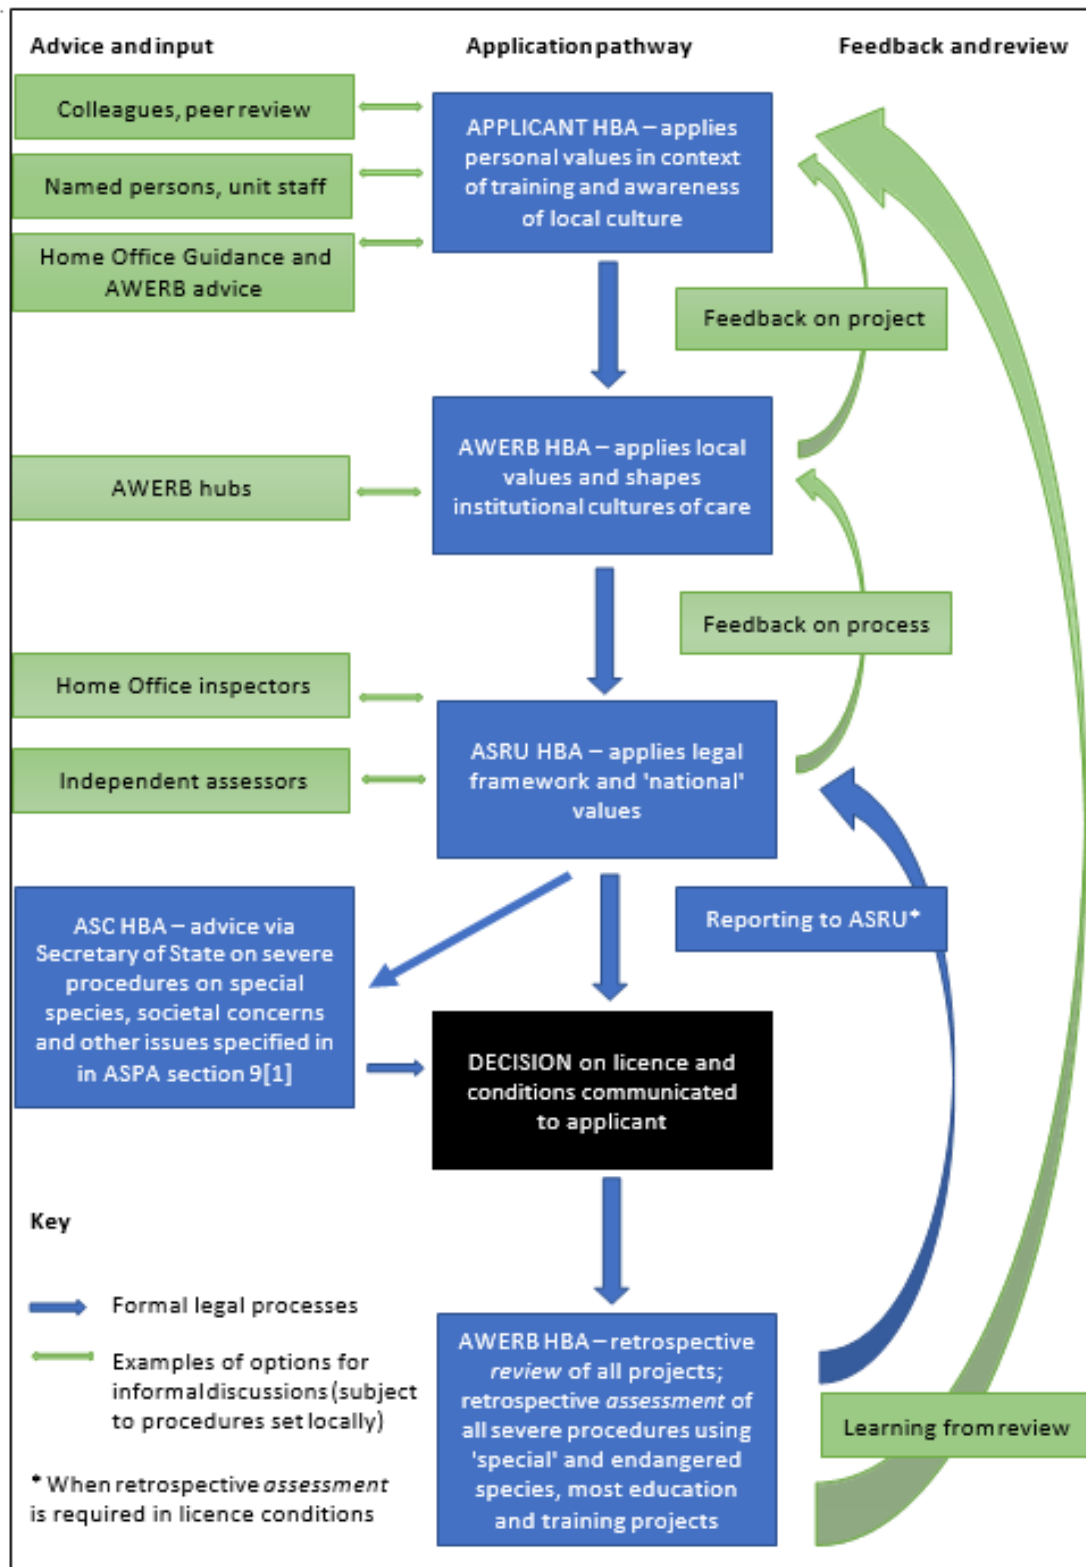 Advice and input
Application pathway
Feedback and review
Colleagues, peer review
Named persons, unit staff
Home Office Guidance and
AWERB advice
APPLICANT HBA – applies
personal values in context
of training and awareness
of local culture
Feedback on project
AWERB hubs
AWERB HBA – applies local
values and shapes
institutional cultures of care
Feedback on process
Home Office inspectors
Independent assessors
ASRU HBA – applies legal
framework and 'national'
values
Reporting to ASRU*
ASC HBA – advice via
Secretary of State on severe
procedures on special
species, societal concerns
and other issues specified in
in ASPA section 9[1]
DECISION on licence and
conditions communicated
to applicant
AWERB HBA – retrospective
review of all projects;
retrospective assessment of
all severe procedures using
'special' and endangered
species, most education
and training projects
Learning from review
Key
Formal legal processes
Examples of options for
informal discussions (subject
to procedures set locally)
* When retrospective assessment
is required in licence conditions